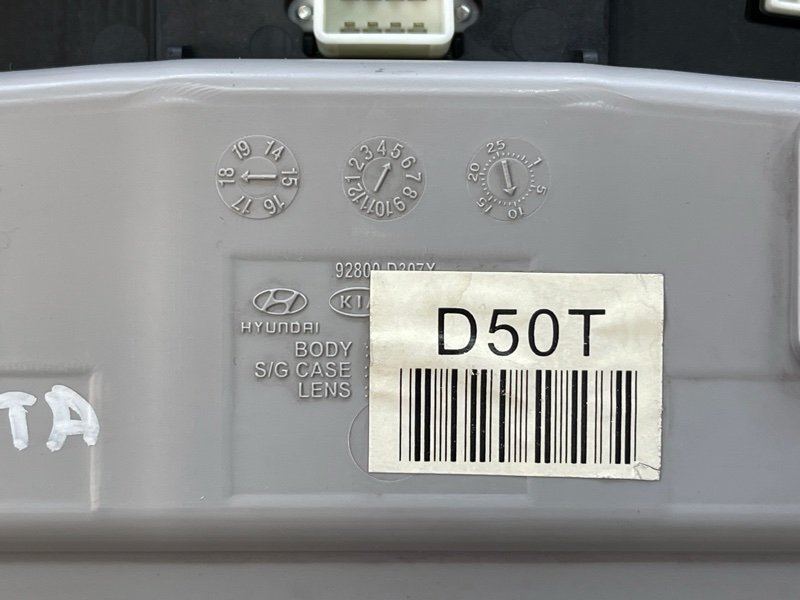 19 14 15 16 17 18
1 2 3 4 5 6 7 8 9 10 11 12
25 1 5 10 15 20
92800
HYUNDAI KIA
BODY
S/G CASE
LENS
D50T
TA